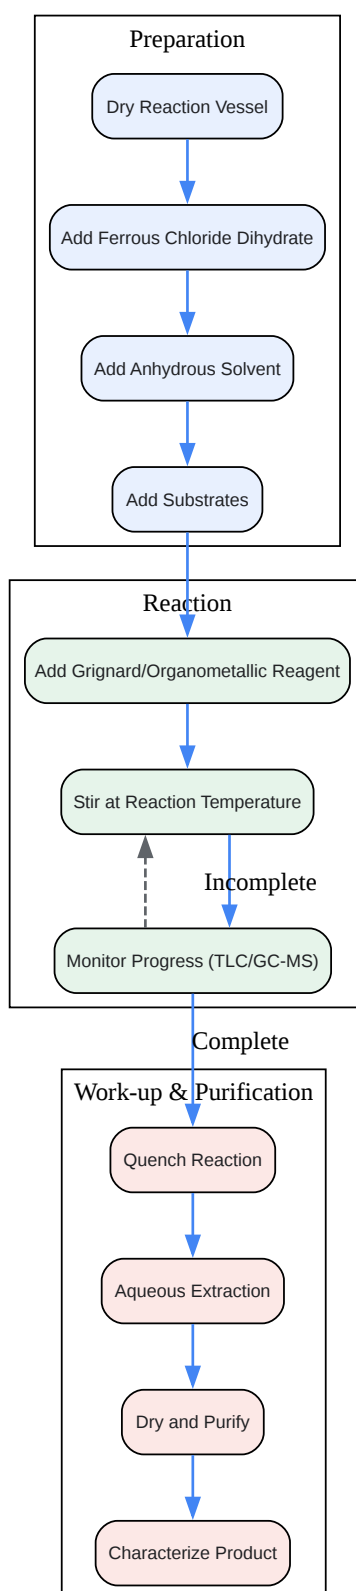 Preparation
Dry Reaction Vessel
Add Ferrous Chloride Dihydrate
Add Anhydrous Solvent
Add Substrates
Reaction
Add Grignard/Organometallic Reagent
Stir at Reaction Temperature
Incomplete
Monitor Progress (TLC/GC-MS)
Complete
Work-up & Purification
Quench Reaction
Aqueous Extraction
Dry and Purify
Characterize Product